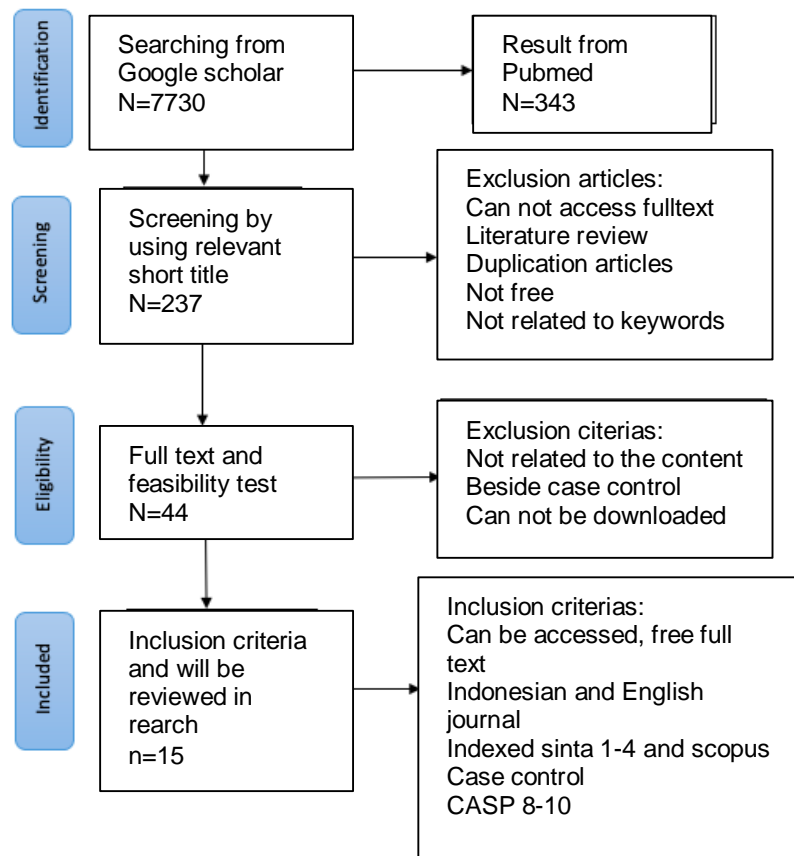 Identification
Searching from
Google scholar
N=7730
Result from
Pubmed
N=343
Screening
Screening by
using relevant
short title
N=237
Exclusion articles:
Can not access fulltext
Literature review
Duplication articles
Not free
Not related to keywords
Eligibility
Full text and
feasibility test
N=44
Exclusion citerias:
Not related to the content
Beside case control
Can not be downloaded
Included
Inclusion criteria
and will be
reviewed in
rearch
n=15
Inclusion criterias:
Can be accessed, free full
text
Indonesian and English
journal
Indexed sinta 1-4 and scopus
Case control
CASP 8-10